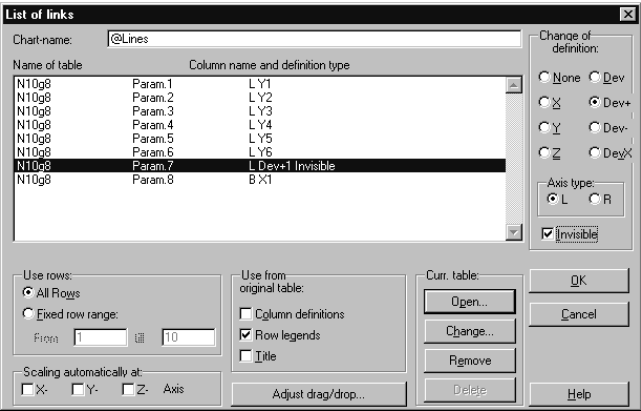 List of links
Chart-name: @Lines
Name of table Column name and definition type
N10g8 Param.1 L Y1
N10g8 Param.2 L Y2
N10g8 Param.3 L Y3
N10g8 Param.4 L Y4
N10g8 Param.5 L Y5
N10g8 Param.6 L Y6
N10g8 Param.7 L Dev+1 Invisible
N10g8 Param.8 B X1
Change of
definition:
None Dev
X Dev+
Y Dev-
Z DevX
Axis type:
L R
Invisible
Use rows:
All Rows
Fixed row range:
From 1 till 10
Scaling automatically at:
X- Y- Z- Axis
Use from
original table:
Column definitions
Row legends
Title
Adjust drag/drop...
Curr. table:
Open...
Change...
Remove
Delete
OK
Cancel
Help